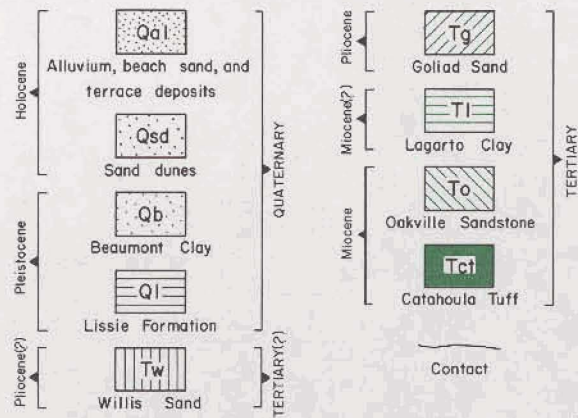 Holocene
Qal
Alluvium, beach sand, and
terrace deposits
Qsd
Sand dunes
Pleistocene
Qb
Beaumont Clay
Ql
Lissie Formation
QUATERNARY
Pliocene(?)
Tw
Willis Sand
TERTIARY(?)
Pliocene
Tg
Goliad Sand
Miocene(?)
Tl
Lagarto Clay
Miocene
To
Oakville Sandstone
Tct
Catahoula Tuff
TERTIARY
Contact